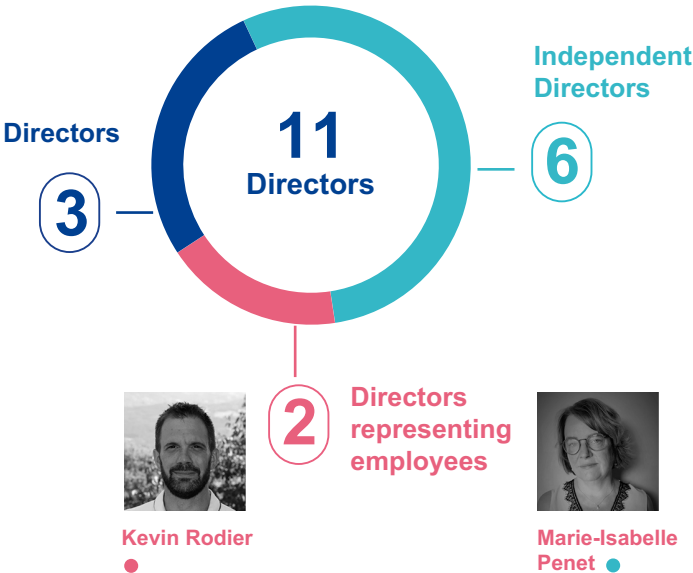 Independent
Directors
6
Directors
3
11
Directors
2
Directors
representing
employees
Kevin Rodier
Marie-Isabelle
Penet